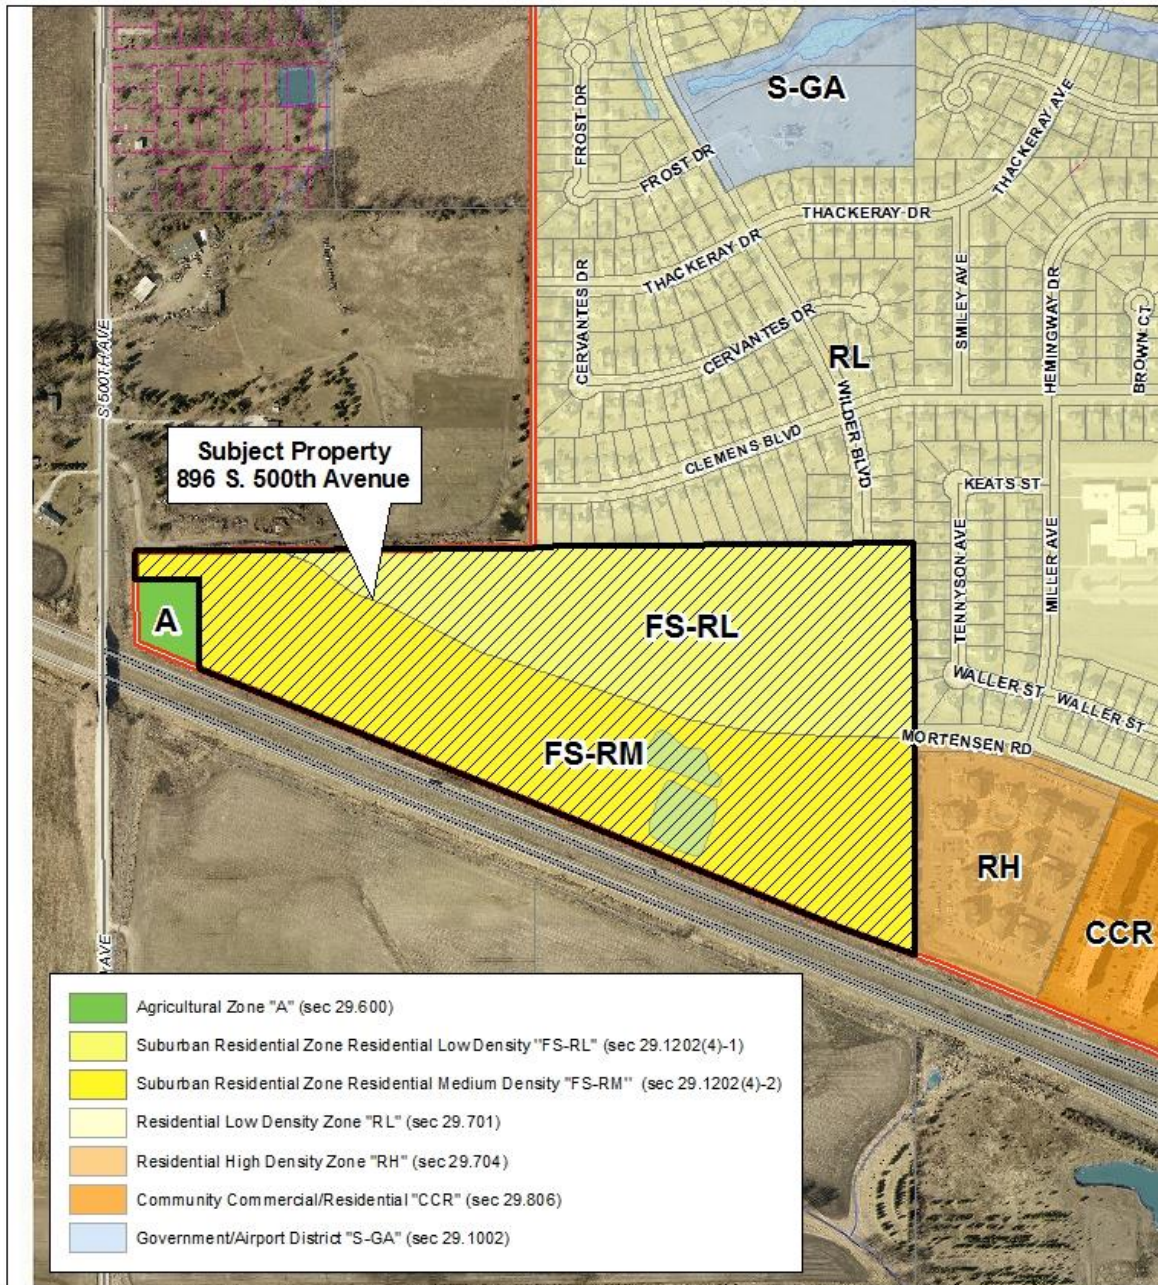 S-GA
FROST DR
FROST DR
THACKERAY AVE
THACKERAY DR
THACKERAY DR
CERVANTES DR
CERVANTES DR
SMILEY AVE
HEMINGWAY DR
BROWN CT
S 500TH AVE
RL
WILDER BLVD
CLEMENS BLVD
Subject Property
896 S. 500th Avenue
KEATS ST
TENNYSON AVE
MILLER AVE
A
FS-RL
WALLER ST
WALLER ST
MORTENSEN RD
FS-RM
RH
CCR
AVE
Agricultural Zone "A" (sec 29.600)
Suburban Residential Zone Residential Low Density "FS-RL" (sec 29.1202(4)-1)
Suburban Residential Zone Residential Medium Density "FS-RM" (sec 29.1202(4)-2)
Residential Low Density Zone "RL" (sec 29.701)
Residential High Density Zone "RH" (sec 29.704)
Community Commercial/Residential "CCR" (sec 29.806)
Government/Airport District "S-GA" (sec 29.1002)